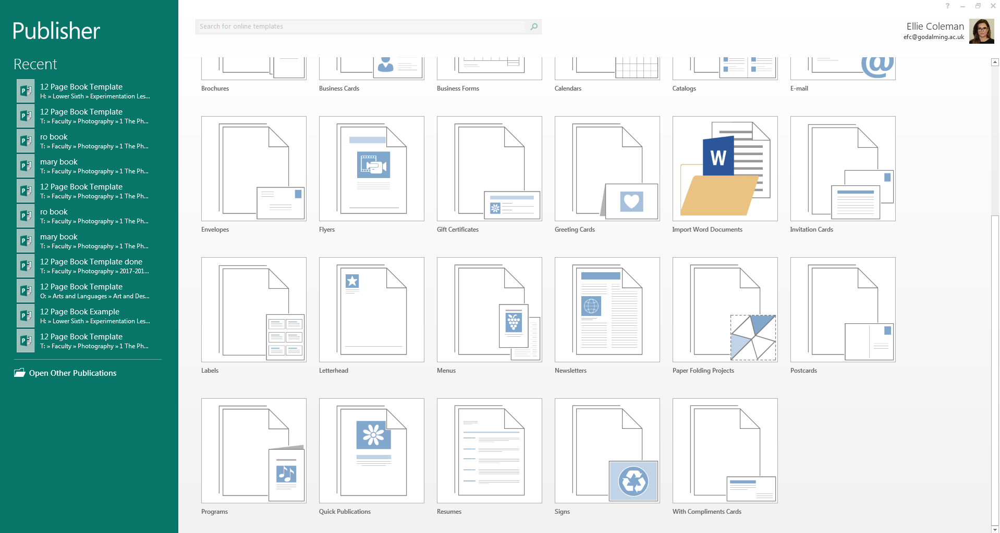 Publisher
Recent
12 Page Book Template
H: » Lower Sixth » Experimentation Les...
12 Page Book Template
T: » Faculty » Photography » 1 The Ph...
ro book
T: » Faculty » Photography » 1 The Ph...
mary book
T: » Faculty » Photography » 1 The Ph...
12 Page Book Template
T: » Faculty » Photography » 1 The Ph...
ro book
T: » Faculty » Photography » 1 The Ph...
mary book
T: » Faculty » Photography » 1 The Ph...
12 Page Book Template done
T: » Faculty » Photography » 2017-201...
12 Page Book Template
O: » Arts and Languages » Art and Des...
12 Page Book Example
H: » Lower Sixth » Experimentation Les...
12 Page Book Template
T: » Faculty » Photography » 1 The Ph...
Open Other Publications
Search for online templates
?
Ellie Coleman
efc@godalming.ac.uk
@
Brochures Business Cards Business Forms Calendars Catalogs E-mail
W
Envelopes Flyers Gift Certificates Greeting Cards Import Word Documents Invitation Cards
Labels Letterhead Menus Newsletters Paper Folding Projects Postcards
Programs Quick Publications Resumes Signs With Compliments Cards